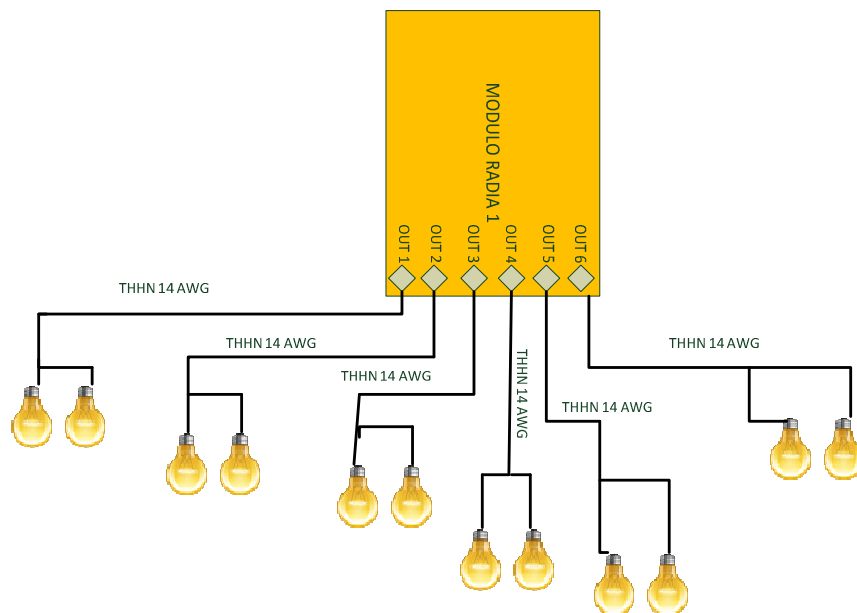 MODULO RADIA 1
OUT 1
OUT 2
OUT 3
OUT 4
OUT 5
OUT 6
THHN 14 AWG
THHN 14 AWG
THHN 14 AWG
THHN 14 AWG
THHN 14 AWG
THHN 14 AWG